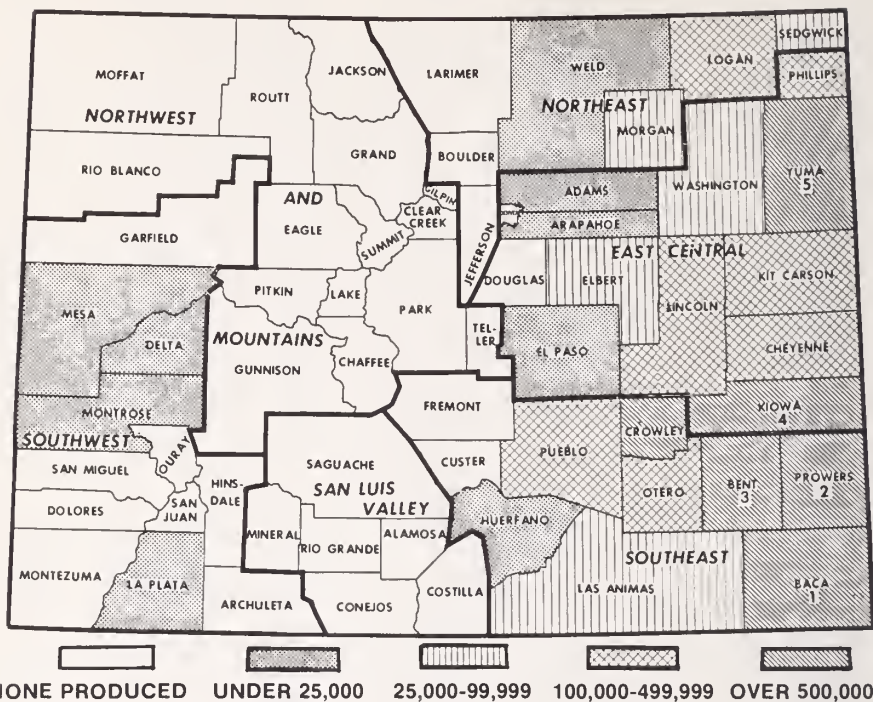 SEDGWICK
MOFFAT
JACKSON
LARIMER
WELD
LOGAN
PHILLIPS
ROUTT
NORTHWEST
NORTHEAST
MORGAN
RIO BLANCO
GRAND
BOULDER
WASHINGTON
YUMA
5
GILPIN
ADAMS
AND
CLEAR
CREEK
ARAPAHOE
GARFIELD
EAGLE
SUMMIT
JEFFERSON
EAST CENTRAL
DOUGLAS
ELBERT
KIT CARSON
PITKIN
LAKE
PARK
LINCOLN
MESA
TEL-
LER
DELTA
MOUNTAINS
CHAFFEE
EL PASO
CHEYENNE
GUNNISON
MONTROSE
FREMONT
KIOWA
4
SOUTHWEST
OURAY
CROWLEY
SAN MIGUEL
HINS-
DALE
SAGUACHE
CUSTER
PUEBLO
OTERO
BENT
3
PROWERS
2
SAN LUIS
VALLEY
DOLORES
SAN
JUAN
MINERAL
RIO GRANDE
ALAMOSA
HUERFANO
SOUTHEAST
MONTEZUMA
LA PLATA
ARCHULETA
CONEJOS
COSTILLA
LAS ANIMAS
BACA
1
NONE PRODUCED UNDER 25,000 25,000-99,999 100,000-499,999 OVER 500,000